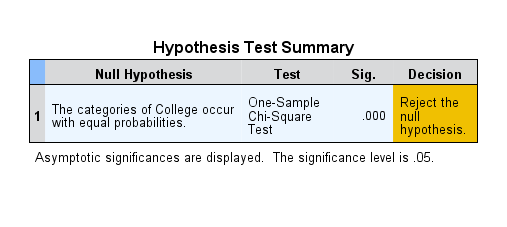 Hypothesis Test Summary
Null Hypothesis Test Sig. Decision
1 The categories of College occur with equal probabilities. One-Sample Chi-Square Test .000 Reject the null hypothesis.
Asymptotic significances are displayed. The significance level is .05.